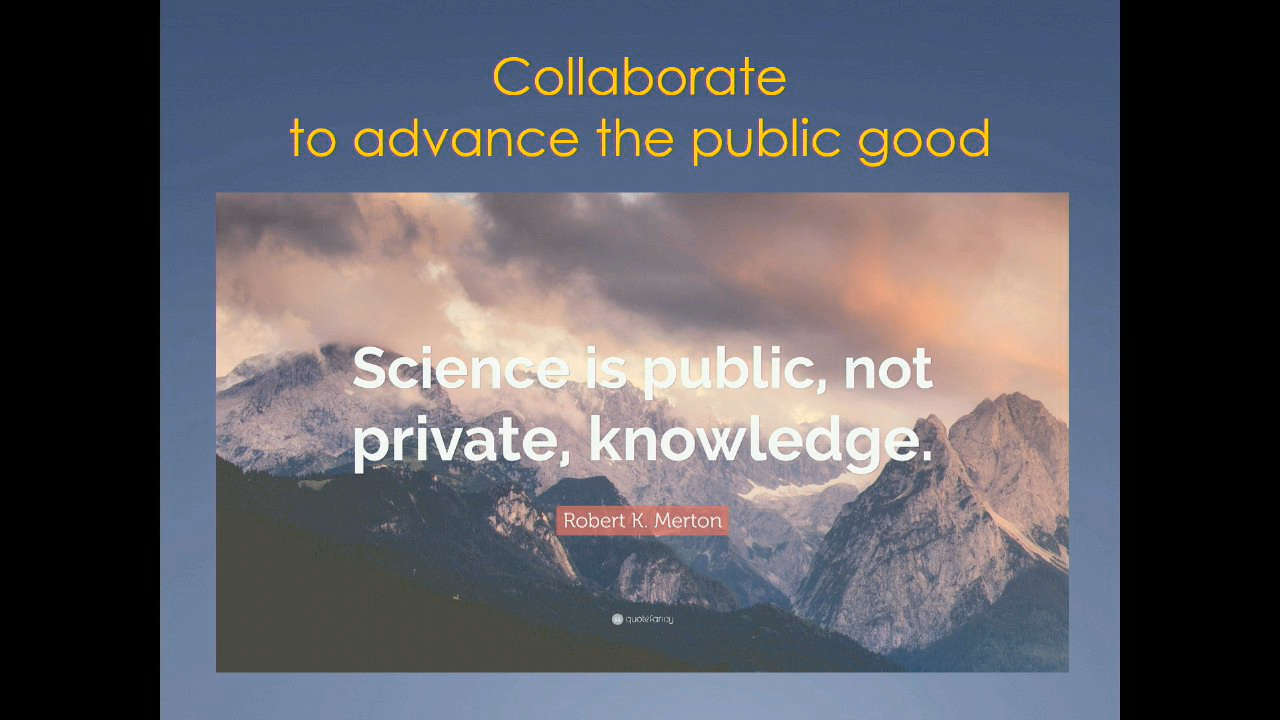 Collaborate
to advance the public good
Science is public, not
private, knowledge.
Robert K. Merton
quotefancy